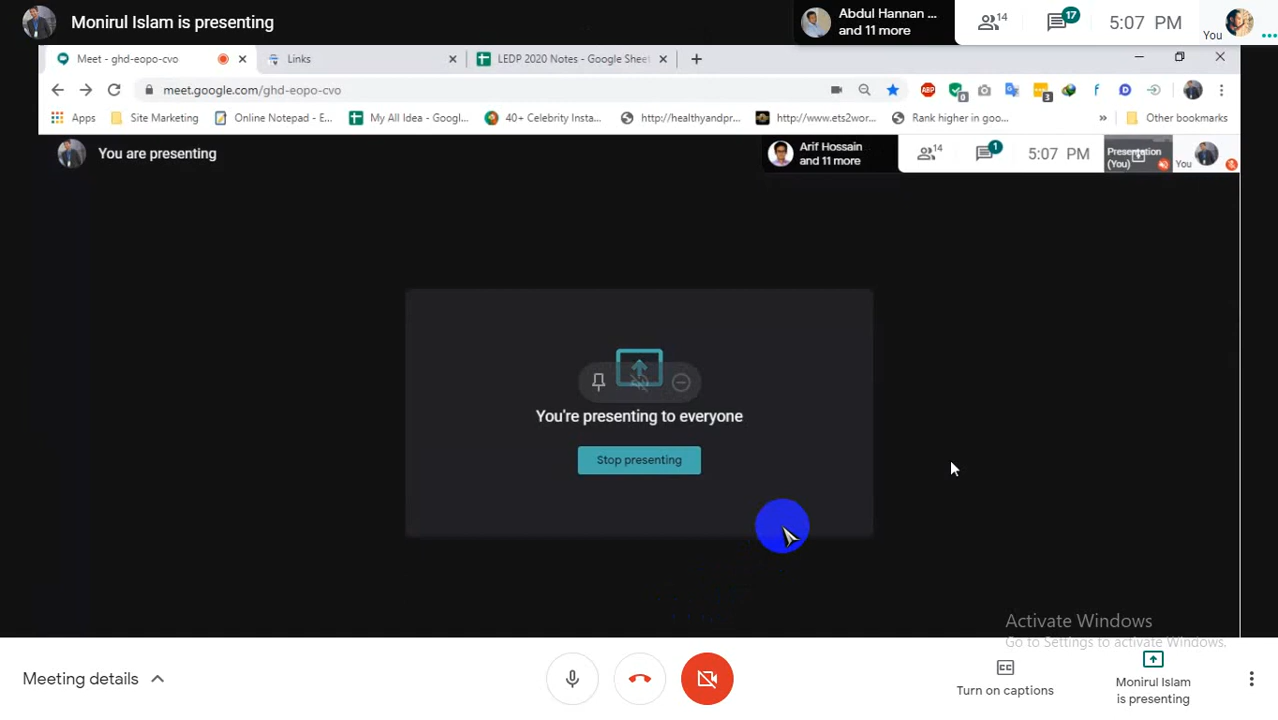 Monirul Islam is presenting
Abdul Hannan ...
and 11 more
14
17
5:07 PM
You
Meet - ghd-eopo-cvo
Links
LEDP 2020 Notes - Google Sheet
meet.google.com/ghd-eopo-cvo
ABP
0
3
Apps
Site Marketing
Online Notepad - E...
My All Idea - Googl...
40+ Celebrity Insta...
http://healthyandpr...
http://www.ets2wor...
Rank higher in goo...
»
Other bookmarks
You are presenting
Arif Hossain
and 11 more
14
1
5:07 PM
Presentation
(You)
You
You're presenting to everyone
Stop presenting
Activate Windows
Go to Settings to activate Windows.
Meeting details
CC
Turn on captions
Monirul Islam
is presenting